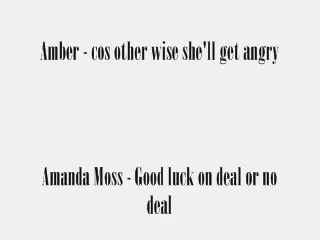 Amber - cos other wise she'll get angry
Amanda Moss - Good luck on deal or no
deal